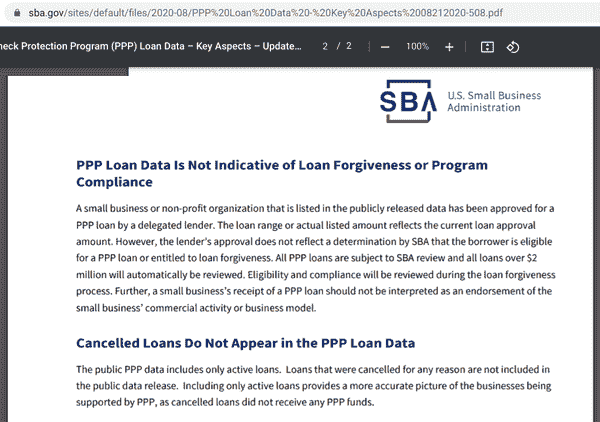 sba.gov/sites/default/files/2020-08/PPP%20Loan%20Data%20-%20Key%20Aspects%2008212020-508.pdf
heck Protection Program (PPP) Loan Data – Key Aspects – Update... 2 / 2 — 100% +
SBA U.S. Small Business
Administration
PPP Loan Data Is Not Indicative of Loan Forgiveness or Program
Compliance
A small business or non-profit organization that is listed in the publicly released data has been approved for a
PPP loan by a delegated lender. The loan range or actual listed amount reflects the current loan approval
amount. However, the lender's approval does not reflect a determination by SBA that the borrower is eligible
for a PPP loan or entitled to loan forgiveness. All PPP loans are subject to SBA review and all loans over $2
million will automatically be reviewed. Eligibility and compliance will be reviewed during the loan forgiveness
process. Further, a small business's receipt of a PPP loan should not be interpreted as an endorsement of the
small business' commercial activity or business model.
Cancelled Loans Do Not Appear in the PPP Loan Data
The public PPP data includes only active loans. Loans that were cancelled for any reason are not included in
the public data release. Including only active loans provides a more accurate picture of the businesses being
supported by PPP, as cancelled loans did not receive any PPP funds.